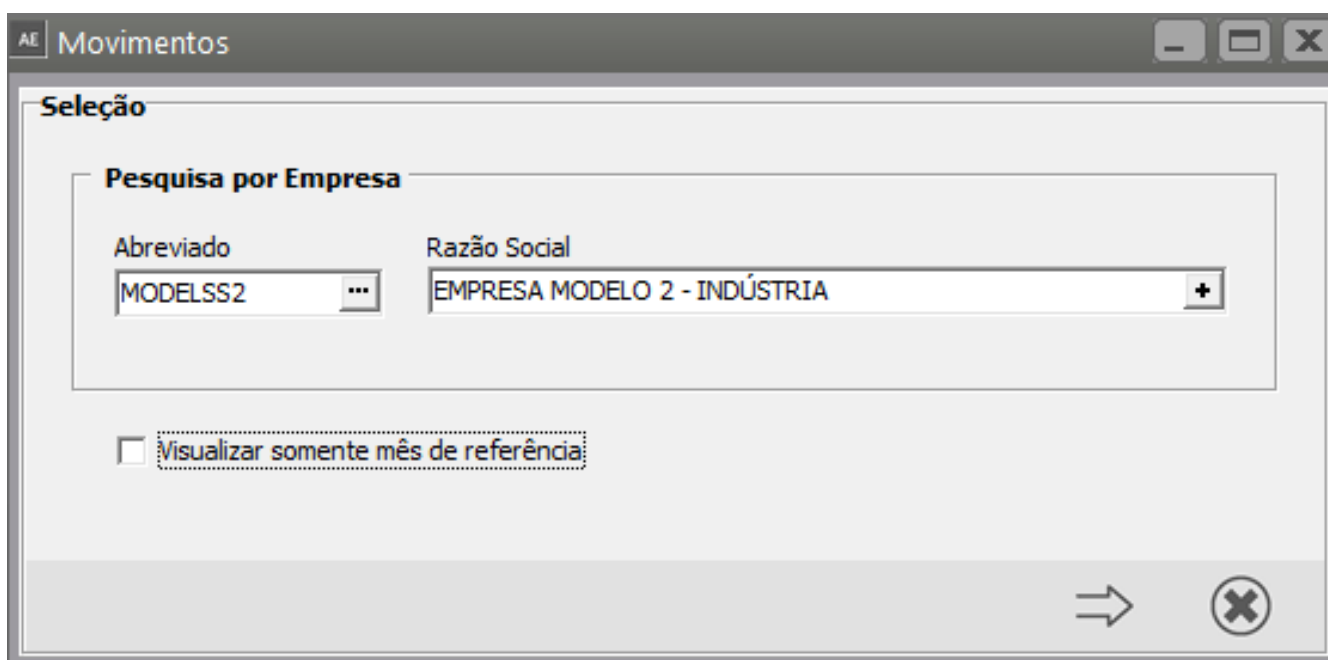 AE Movimentos
Seleção
Pesquisa por Empresa
Abreviado Razão Social
MODELSS2 ... EMPRESA MODELO 2 - INDÚSTRIA +
Visualizar somente mês de referência